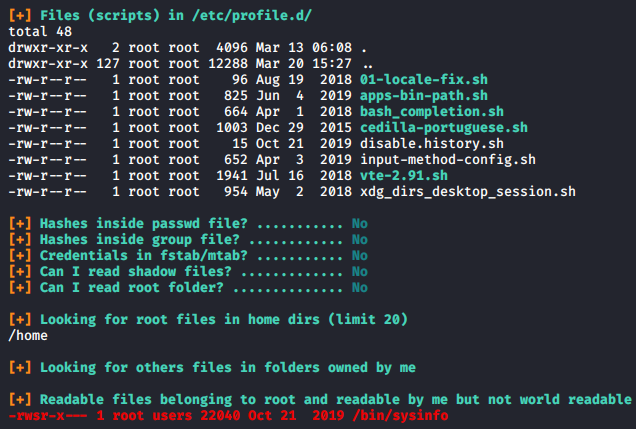 [+] Files (scripts) in /etc/profile.d/
total 48
drwxr-xr-x   2 root root  4096 Mar 13 06:08 .
drwxr-xr-x 127 root root 12288 Mar 20 15:27 ..
-rw-r--r--   1 root root    96 Aug 19  2018 01-locale-fix.sh
-rw-r--r--   1 root root   825 Jun  4  2019 apps-bin-path.sh
-rw-r--r--   1 root root   664 Apr  1  2018 bash_completion.sh
-rw-r--r--   1 root root  1003 Dec 29  2015 cedilla-portuguese.sh
-rw-r--r--   1 root root    15 Oct 21  2019 disable.history.sh
-rw-r--r--   1 root root   652 Apr  3  2019 input-method-config.sh
-rw-r--r--   1 root root  1941 Jul 16  2018 vte-2.91.sh
-rw-r--r--   1 root root   954 May  2  2018 xdg_dirs_desktop_session.sh
[+] Hashes inside passwd file? ........... No
[+] Hashes inside group file? ............ No
[+] Credentials in fstab/mtab? ........... No
[+] Can I read shadow files? ............. No
[+] Can I read root folder? .............. No
[+] Looking for root files in home dirs (limit 20)
/home
[+] Looking for others files in folders owned by me
[+] Readable files belonging to root and readable by me but not world readable
-rwsr-x--- 1 root users 22040 Oct 21  2019 /bin/sysinfo